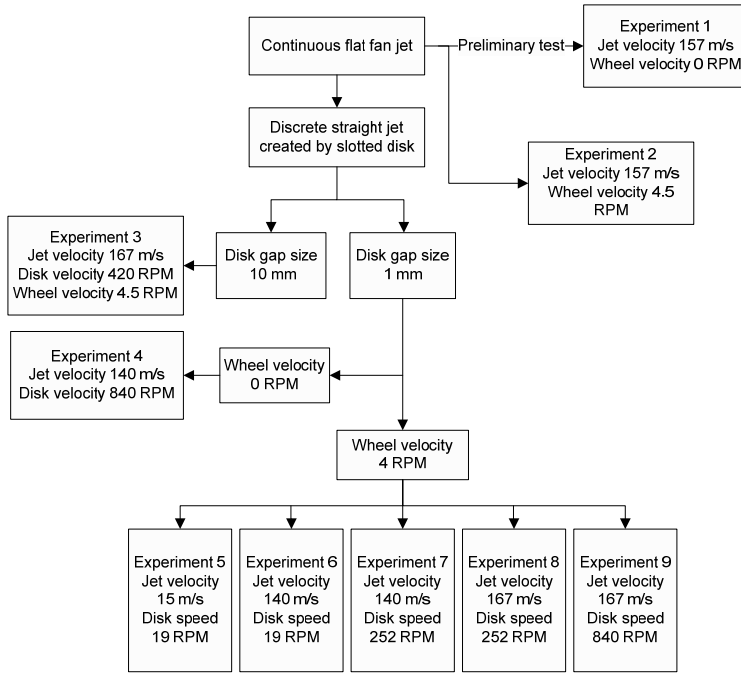 Continuous flat fan jet
Preliminary test
Experiment 1
Jet velocity 157 m/s
Wheel velocity 0 RPM
Discrete straight jet
created by slotted disk
Experiment 2
Jet velocity 157 m/s
Wheel velocity 4.5
RPM
Experiment 3
Jet velocity 167 m/s
Disk velocity 420 RPM
Wheel velocity 4.5 RPM
Disk gap size
10 mm
Disk gap size
1 mm
Experiment 4
Jet velocity 140 m/s
Disk velocity 840 RPM
Wheel velocity
0 RPM
Wheel velocity
4 RPM
Experiment 5
Jet velocity
15 m/s
Disk speed
19 RPM
Experiment 6
Jet velocity
140 m/s
Disk speed
19 RPM
Experiment 7
Jet velocity
140 m/s
Disk speed
252 RPM
Experiment 8
Jet velocity
167 m/s
Disk speed
252 RPM
Experiment 9
Jet velocity
167 m/s
Disk speed
840 RPM